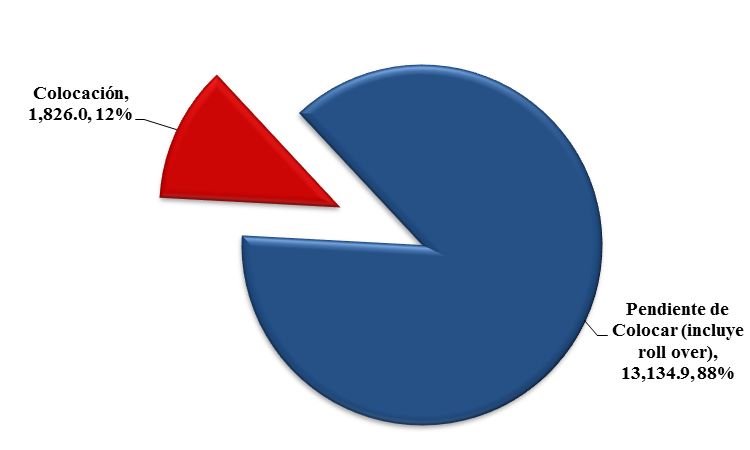 Colocación,
1,826.0, 12%
Pendiente de
Colocar (incluye
roll over),
13,134.9, 88%